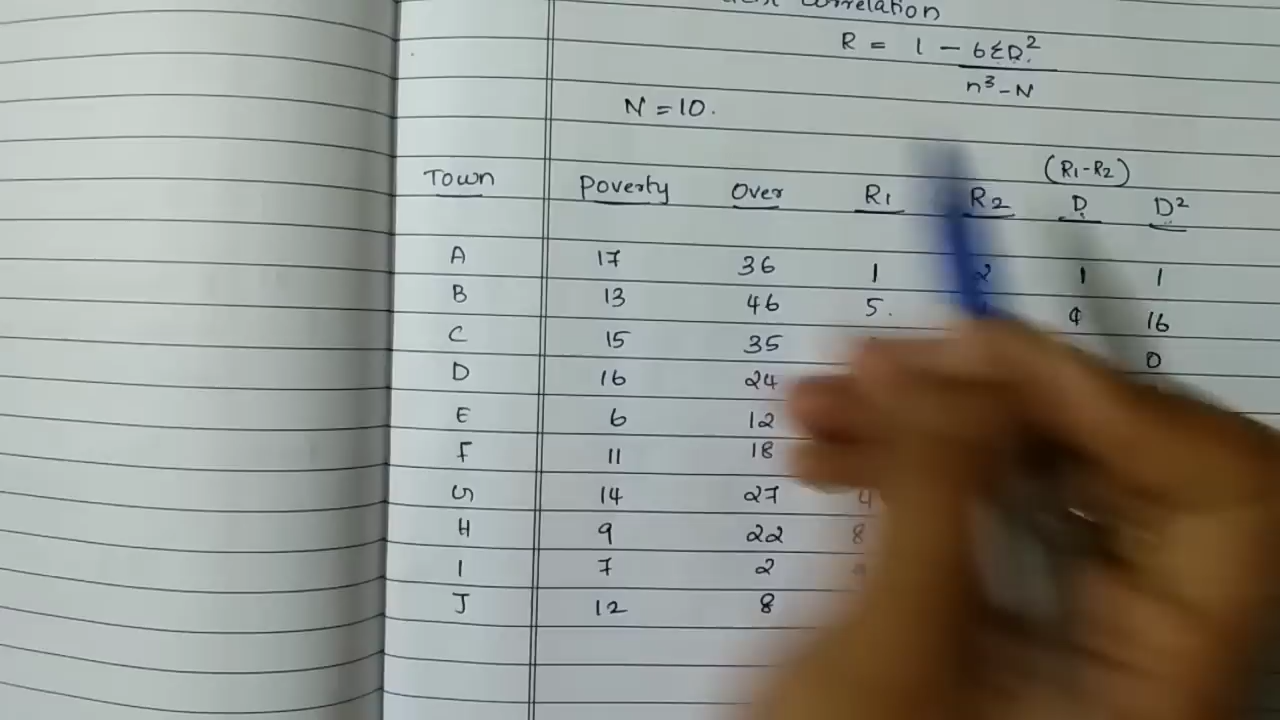 Correlation
R = 1 - 6ΣD²
n³-N
N = 10.
(R1-R2)
Town Poverty Over R1 R2 D D²
A 17 36 1 2 1 1
B 13 46 5. 4 16
C 15 35 0
D 16 24
E 6 12
F 11 18
G 14 27 4
H 9 22 8
I 7 2
J 12 8